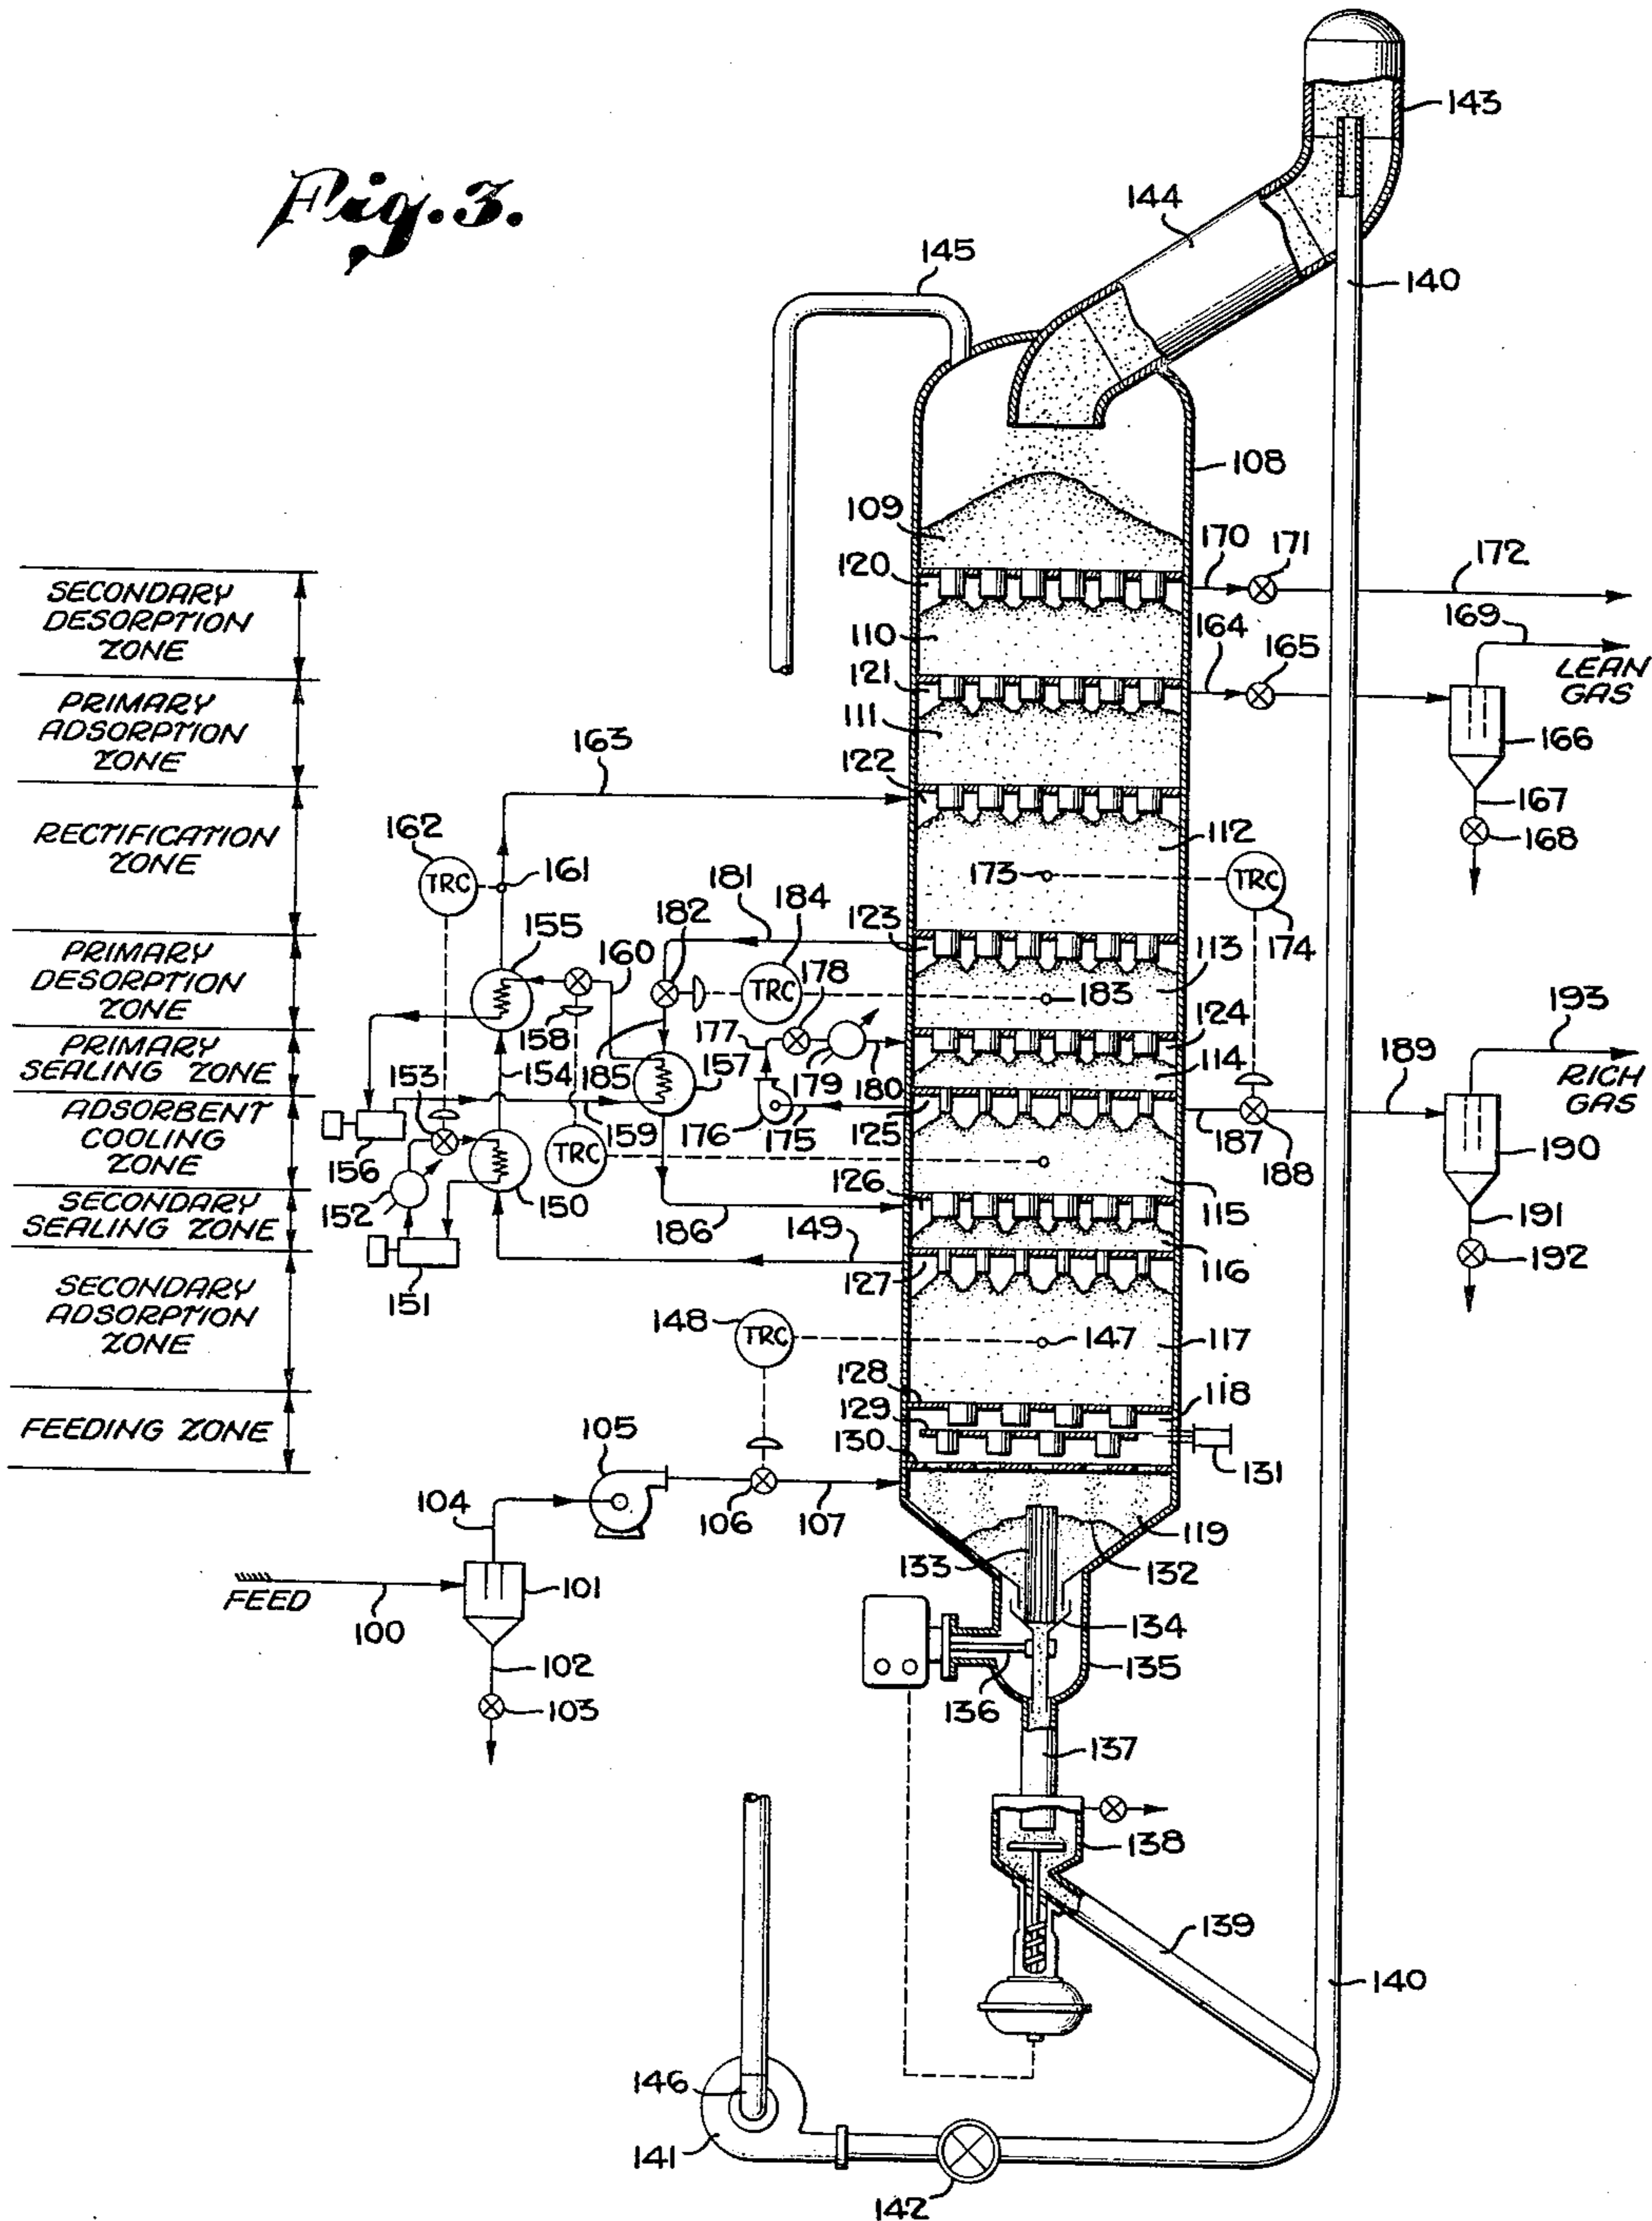 Fig. 3.
143
144
145
140
108
109
170
171
172
SECONDARY
DESORPTION
ZONE
120
110
164
165
169
LEAN
GAS
PRIMARY
ADSORPTION
ZONE
121
111
166
163
122
167
168
RECTIFICATION
ZONE
162
112
TRC
161
173
TRC
174
181
184
182
123
PRIMARY
DESORPTION
ZONE
155
160
178
TRC
113
183
193
158
177
124
PRIMARY
SEALING ZONE
153
154
185
157
179
180
114
189
RICH
GAS
ADSORBENT
COOLING
ZONE
156
159
176
175
125
187
188
190
TRC
152
150
126
115
191
SECONDARY
SEALING ZONE
186
149
116
192
151
127
SECONDARY
ADSORPTION
ZONE
148
TRC
147
117
128
118
129
FEEDING ZONE
105
130
131
104
106
107
119
133
132
FEED
101
100
134
102
135
136
103
137
138
139
140
146
141
142